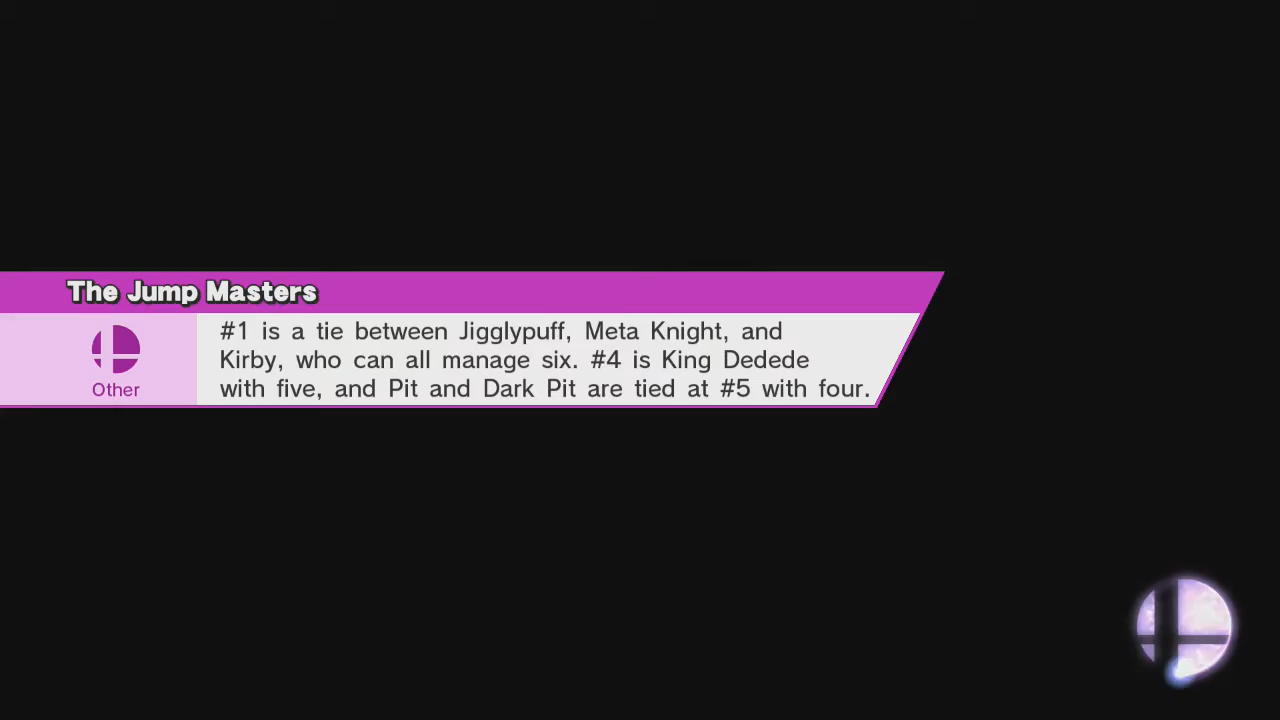 The Jump Masters
Other
#1 is a tie between Jigglypuff, Meta Knight, and
Kirby, who can all manage six. #4 is King Dedede
with five, and Pit and Dark Pit are tied at #5 with four.